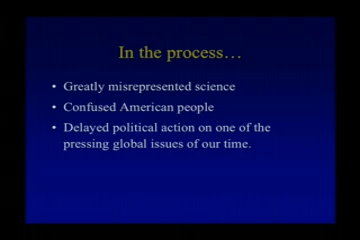 In the process…
• Greatly misrepresented science
• Confused American people
• Delayed political action on one of the
pressing global issues of our time.